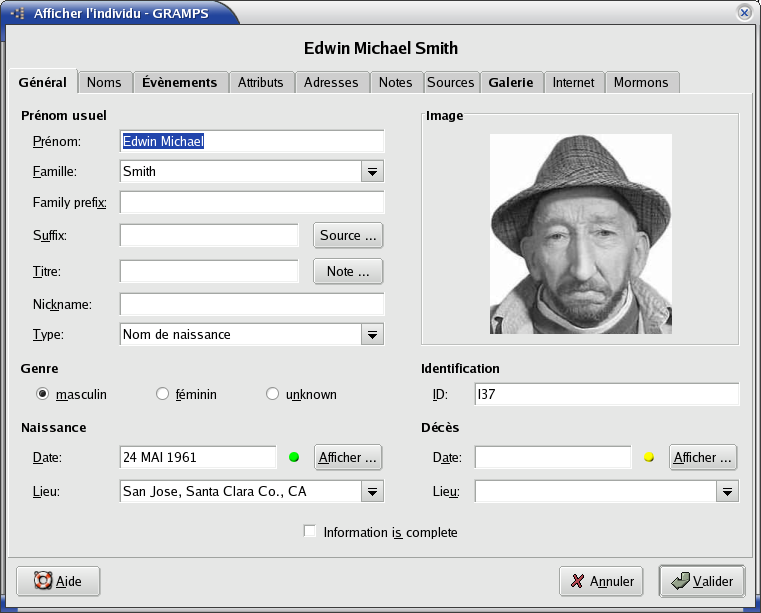 Afficher l'individu - GRAMPS
Edwin Michael Smith
Général Noms Évènements Attributs Adresses Notes Sources Galerie Internet Mormons
Prénom usuel
Prénom: Edwin Michael
Famille: Smith
Family prefix:
Suffix: Source ...
Titre: Note ...
Nickname:
Type: Nom de naissance
Image
Genre
masculin féminin unknown
Identification
ID: I37
Naissance
Date: 24 MAI 1961 Afficher ...
Lieu: San Jose, Santa Clara Co., CA
Décès
Date: Afficher ...
Lieu:
Information is complete
Aide Annuler Valider